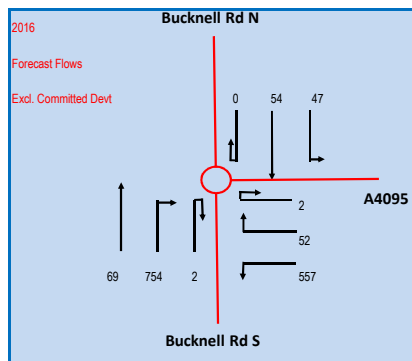 Bucknell Rd N
2016
Forecast Flows
Excl. Committed Devt
0 54 47
A4095
2
52
69 754 2 557
Bucknell Rd S